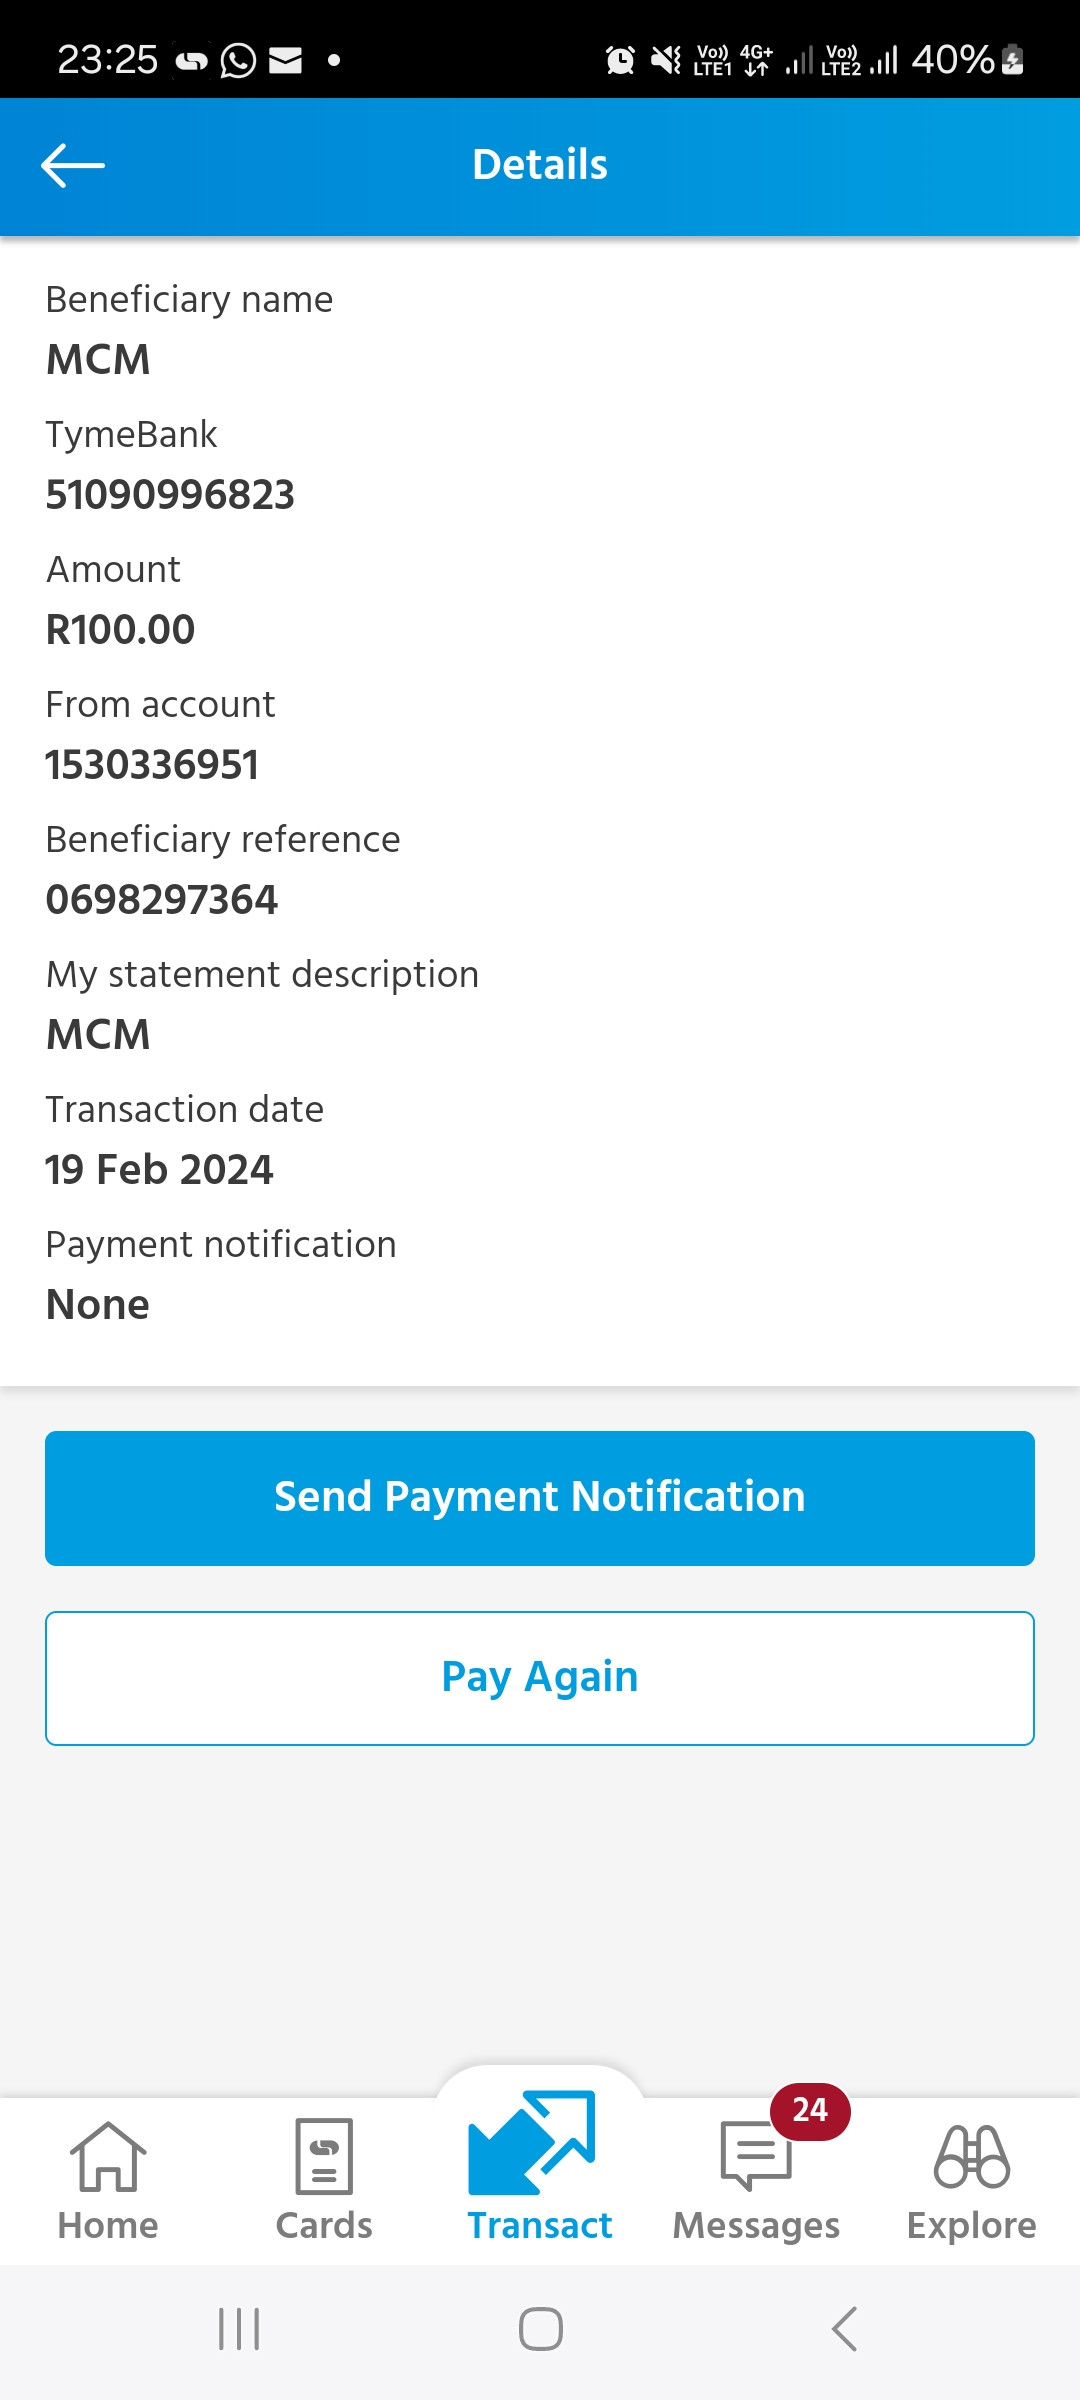 23:25
Vo)) LTE1 4G+ Vo)) LTE2 40%
Details
Beneficiary name
MCM
TymeBank
51090996823
Amount
R100.00
From account
1530336951
Beneficiary reference
0698297364
My statement description
MCM
Transaction date
19 Feb 2024
Payment notification
None
Send Payment Notification
Pay Again
24
Home Cards Transact Messages Explore